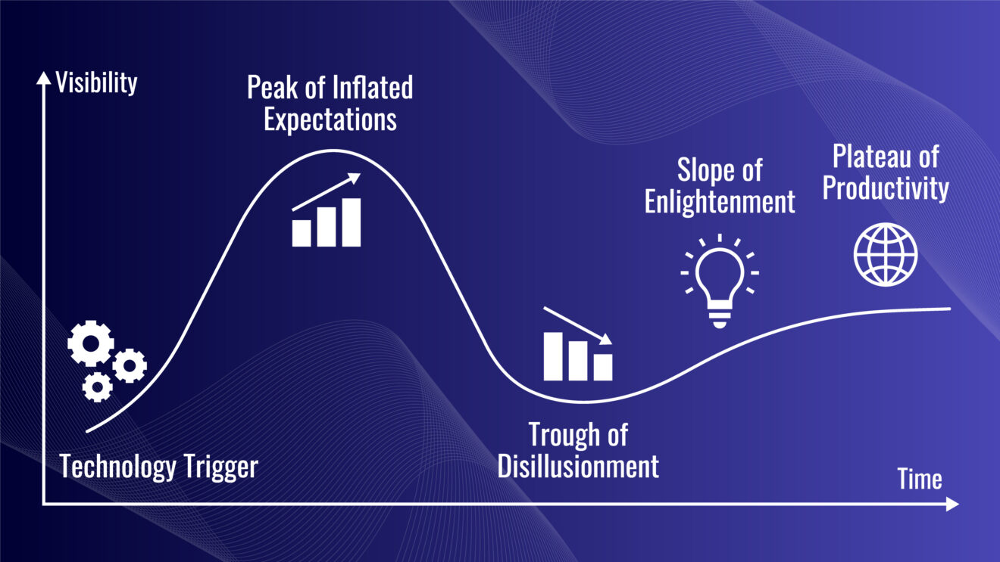 Visibility
Peak of Inflated
Expectations
Slope of
Enlightenment
Plateau of
Productivity
Technology Trigger
Trough of
Disillusionment
Time